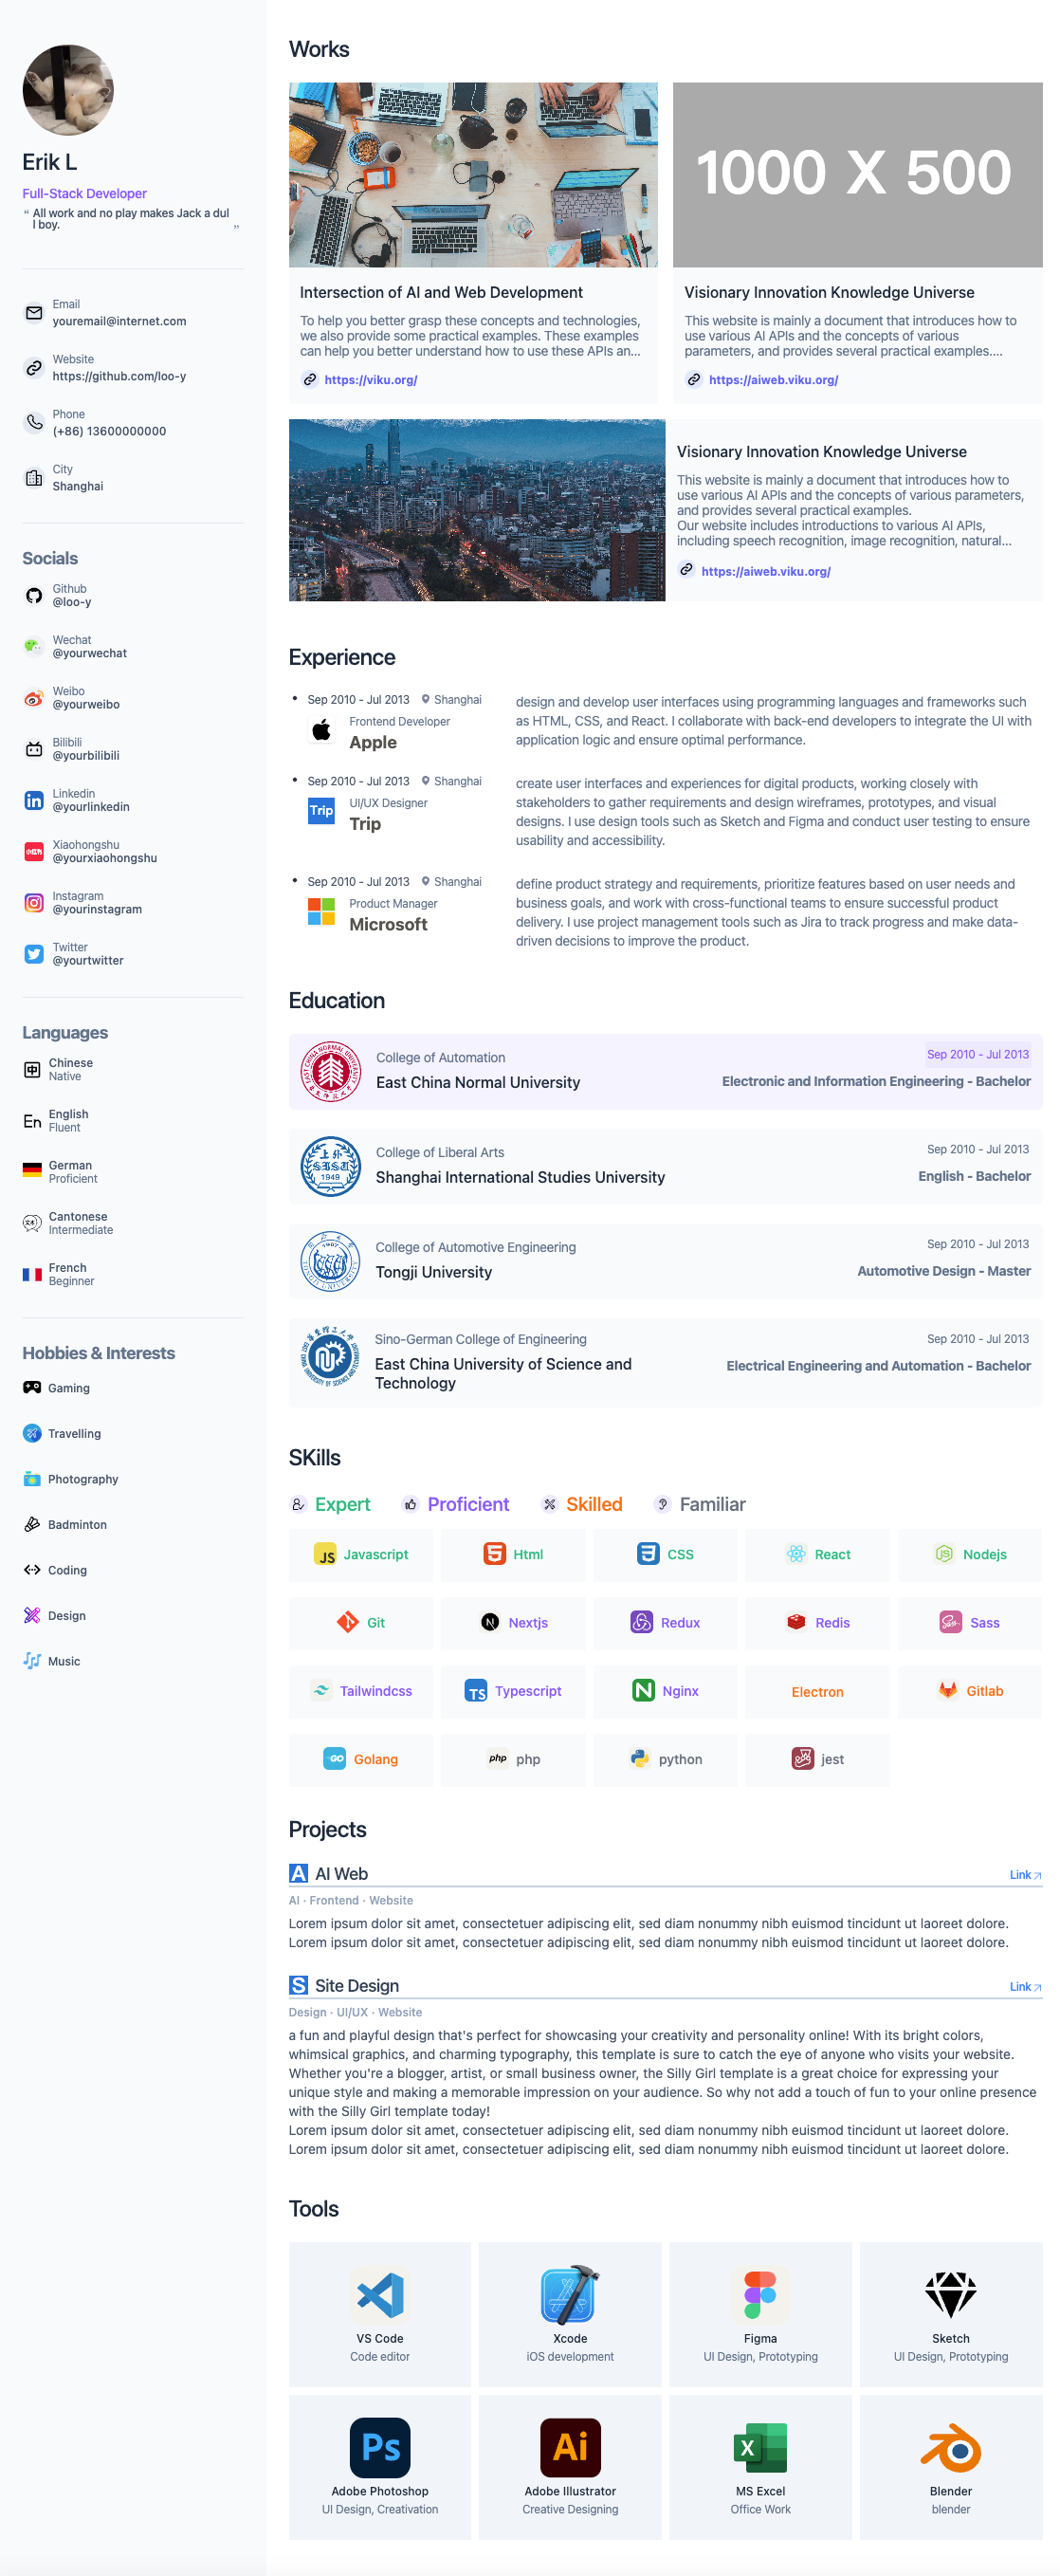 Erik L
Full-Stack Developer
“ All work and no play makes Jack a dul
l boy. ”
Email
youremail@internet.com
Website
https://github.com/loo-y
Phone
(+86) 13600000000
City
Shanghai
Socials
Github
@loo-y
Wechat
@yourwechat
Weibo
@yourweibo
Bilibili
@yourbilibili
Linkedin
@yourlinkedin
Xiaohongshu
@yourxiaohongshu
Instagram
@yourinstagram
Twitter
@yourtwitter
Languages
Chinese
Native
English
Fluent
German
Proficient
Cantonese
Intermediate
French
Beginner
Hobbies & Interests
Gaming
Travelling
Photography
Badminton
Coding
Design
Music
Works
1000 X 500
Intersection of AI and Web Development
To help you better grasp these concepts and technologies,
we also provide some practical examples. These examples
can help you better understand how to use these APIs an...
https://viku.org/
Visionary Innovation Knowledge Universe
This website is mainly a document that introduces how to
use various AI APIs and the concepts of various
parameters, and provides several practical examples....
https://aiweb.viku.org/
Visionary Innovation Knowledge Universe
This website is mainly a document that introduces how to
use various AI APIs and the concepts of various parameters,
and provides several practical examples.
Our website includes introductions to various AI APIs,
including speech recognition, image recognition, natural...
https://aiweb.viku.org/
Experience
Sep 2010 - Jul 2013 Shanghai
Frontend Developer
Apple
design and develop user interfaces using programming languages and frameworks such
as HTML, CSS, and React. I collaborate with back-end developers to integrate the UI with
application logic and ensure optimal performance.
Sep 2010 - Jul 2013 Shanghai
Trip
UI/UX Designer
Trip
create user interfaces and experiences for digital products, working closely with
stakeholders to gather requirements and design wireframes, prototypes, and visual
designs. I use design tools such as Sketch and Figma and conduct user testing to ensure
usability and accessibility.
Sep 2010 - Jul 2013 Shanghai
Product Manager
Microsoft
define product strategy and requirements, prioritize features based on user needs and
business goals, and work with cross-functional teams to ensure successful product
delivery. I use project management tools such as Jira to track progress and make data-
driven decisions to improve the product.
Education
College of Automation
East China Normal University
Sep 2010 - Jul 2013
Electronic and Information Engineering - Bachelor
College of Liberal Arts
Shanghai International Studies University
Sep 2010 - Jul 2013
English - Bachelor
College of Automotive Engineering
Tongji University
Sep 2010 - Jul 2013
Automotive Design - Master
Sino-German College of Engineering
East China University of Science and
Technology
Sep 2010 - Jul 2013
Electrical Engineering and Automation - Bachelor
SKills
Expert Proficient Skilled Familiar
JS Javascript Html CSS React Nodejs
Git Nextjs Redux Redis Sass
Tailwindcss TS Typescript Nginx Electron Gitlab
GO Golang php php python jest
Projects
A AI Web Link
AI · Frontend · Website
Lorem ipsum dolor sit amet, consectetuer adipiscing elit, sed diam nonummy nibh euismod tincidunt ut laoreet dolore.
Lorem ipsum dolor sit amet, consectetuer adipiscing elit, sed diam nonummy nibh euismod tincidunt ut laoreet dolore.
S Site Design Link
Design · UI/UX · Website
a fun and playful design that's perfect for showcasing your creativity and personality online! With its bright colors,
whimsical graphics, and charming typography, this template is sure to catch the eye of anyone who visits your website.
Whether you're a blogger, artist, or small business owner, the Silly Girl template is a great choice for expressing your
unique style and making a memorable impression on your audience. So why not add a touch of fun to your online presence
with the Silly Girl template today!
Lorem ipsum dolor sit amet, consectetuer adipiscing elit, sed diam nonummy nibh euismod tincidunt ut laoreet dolore.
Lorem ipsum dolor sit amet, consectetuer adipiscing elit, sed diam nonummy nibh euismod tincidunt ut laoreet dolore.
Tools
VS Code
Code editor
Xcode
iOS development
Figma
UI Design, Prototyping
Sketch
UI Design, Prototyping
Ps
Adobe Photoshop
UI Design, Creativation
Ai
Adobe Illustrator
Creative Designing
X
MS Excel
Office Work
Blender
blender